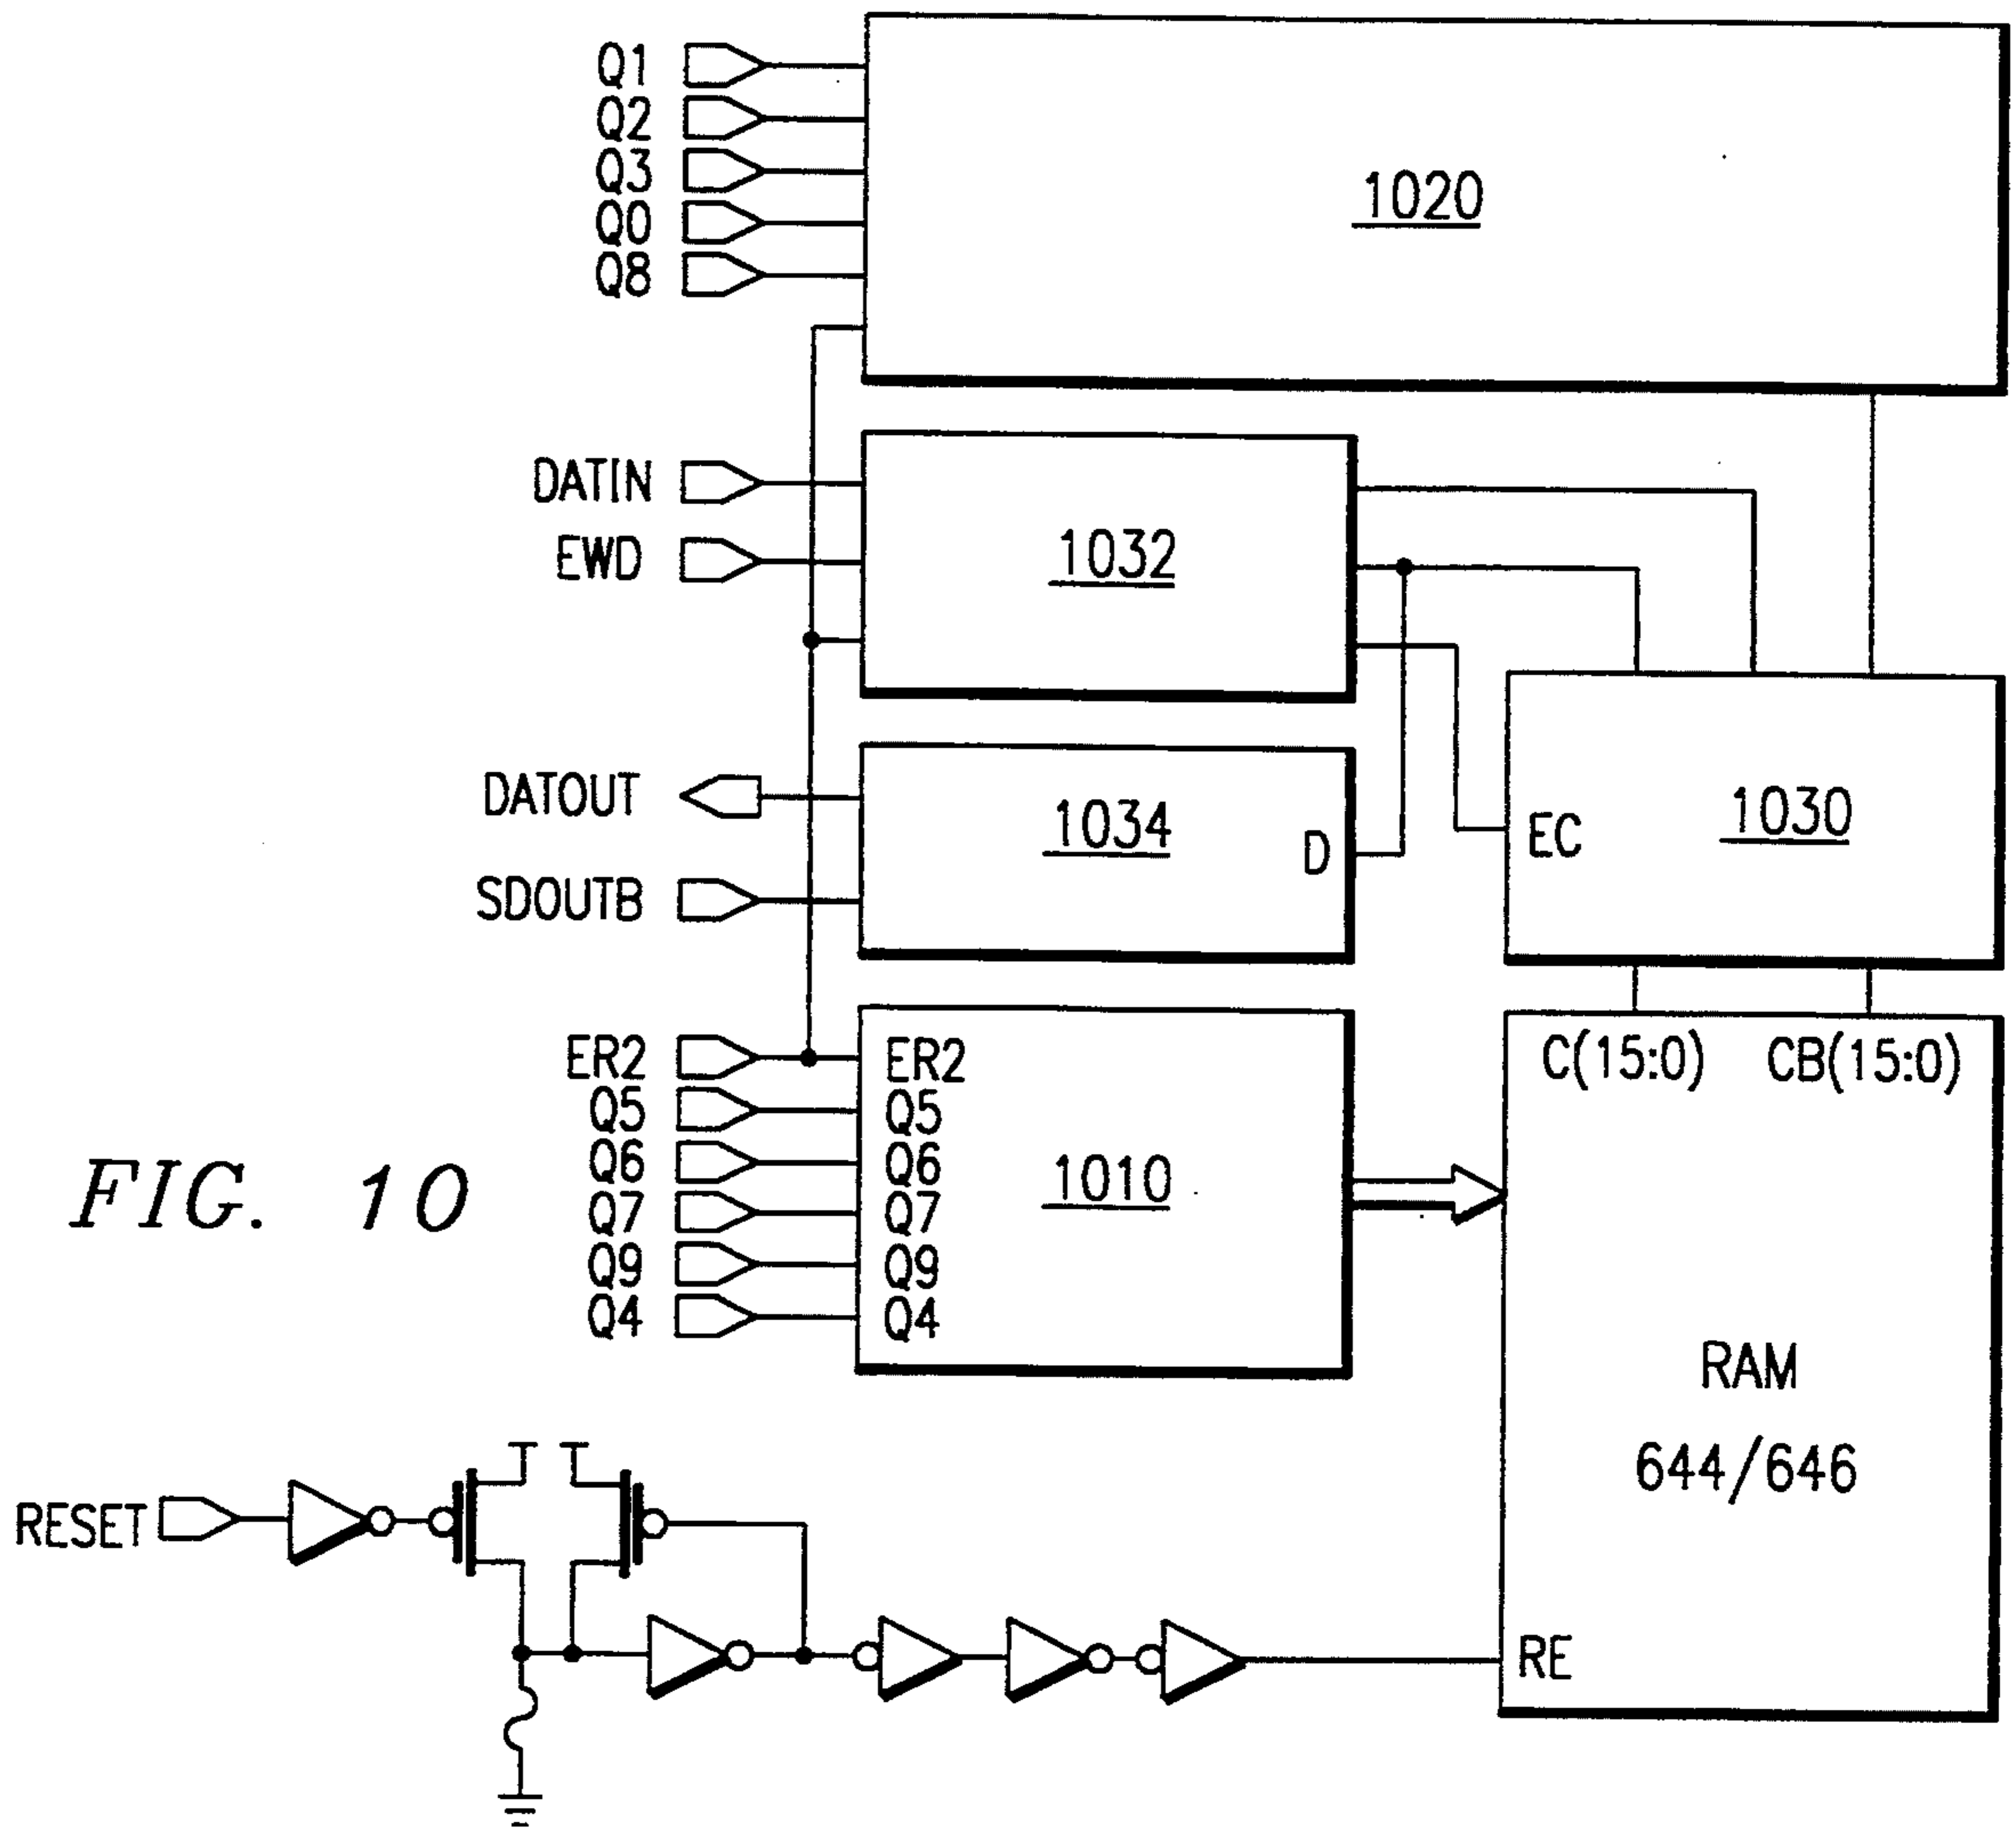 Q1
Q2
Q3
Q0
Q8
1020
DATIN
EWD
1032
DATOUT
SDOUTB
1034
D
EC
1030
ER2
Q5
Q6
Q7
Q9
Q4
ER2
Q5
Q6
Q7
Q9
Q4
1010
C(15:0) CB(15:0)
RAM
644/646
RE
RESET
FIG. 10